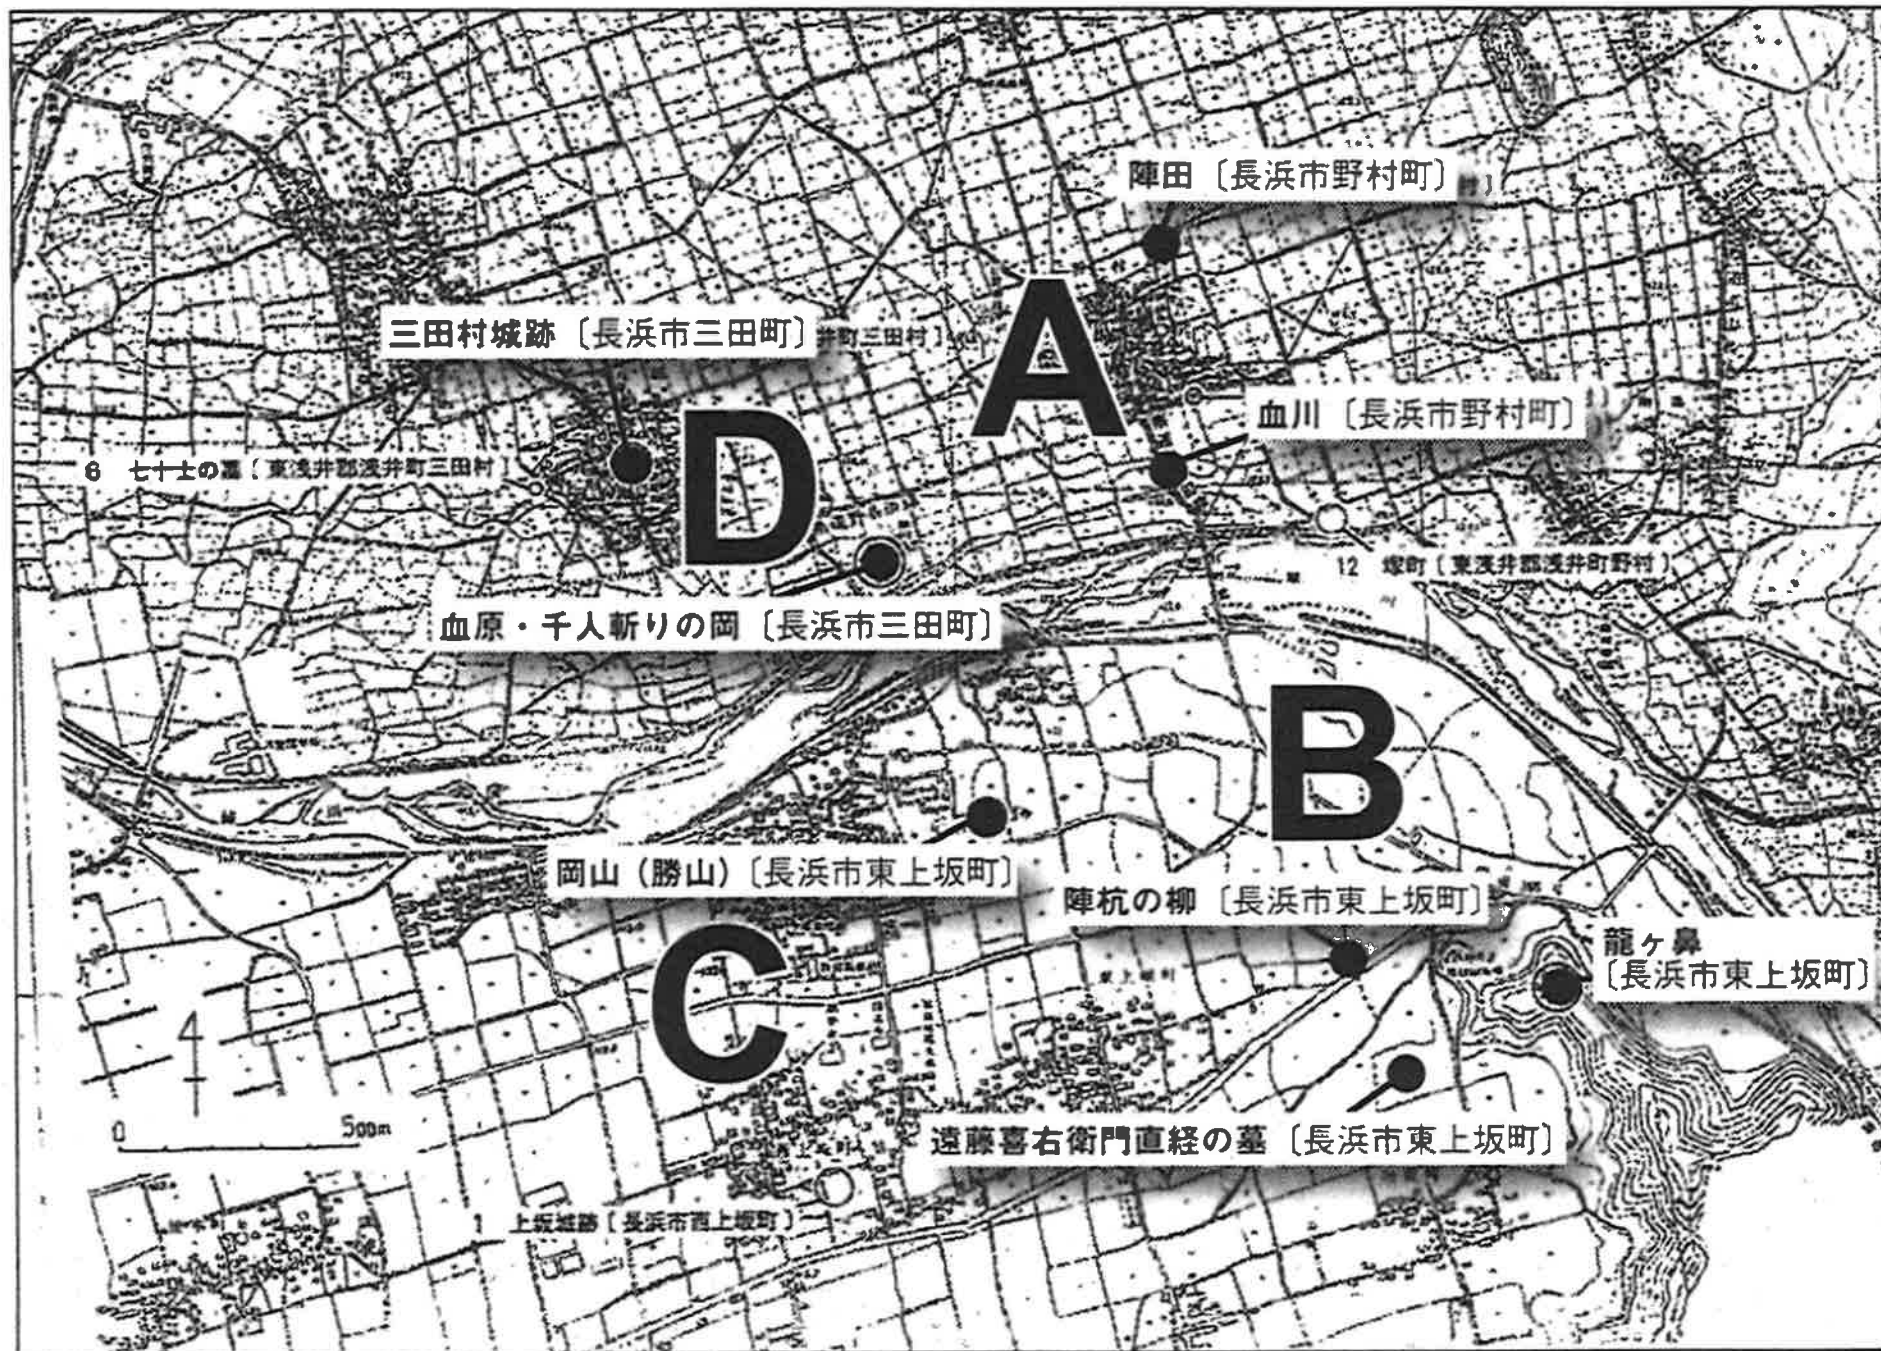 陣田〔長浜市野村町〕
三田村城跡〔長浜市三田町〕
井町三田村〕
A
血川〔長浜市野村町〕
D
6 七十士の墓〔東浅井郡浅井町三田村〕
12 塚町〔東浅井郡浅井町野村〕
血原・千人斬りの岡〔長浜市三田町〕
B
岡山(勝山)〔長浜市東上坂町〕
陣杭の柳〔長浜市東上坂町〕
龍ヶ鼻
〔長浜市東上坂町〕
C
0 500m
遠藤喜右衛門直経の墓〔長浜市東上坂町〕
1 上坂城跡〔長浜市西上坂町〕